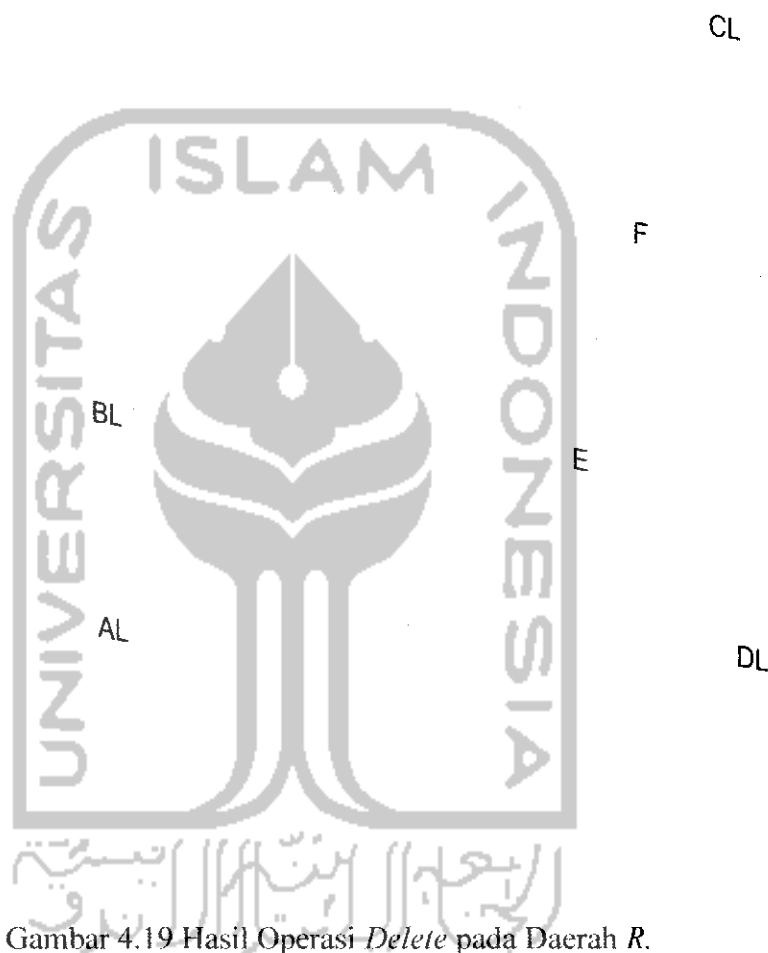 CL
ISLAM
INDONESIA
UNIVERSITAS
F
BL
E
AL
DL
Gambar 4.19 Hasil Operasi Delete pada Daerah R.